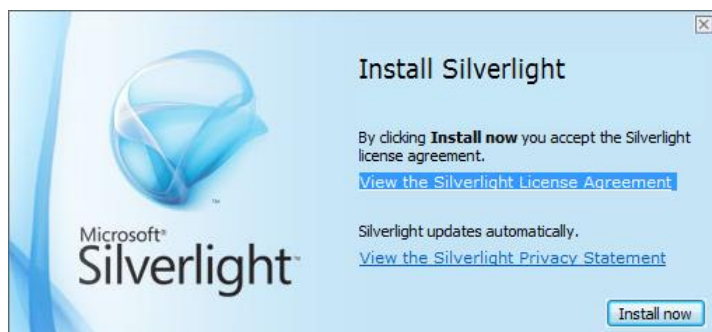 Install Silverlight
By clicking Install now you accept the Silverlight
license agreement.
View the Silverlight License Agreement
Silverlight updates automatically.
View the Silverlight Privacy Statement
Microsoft®
Silverlight™
™
Install now